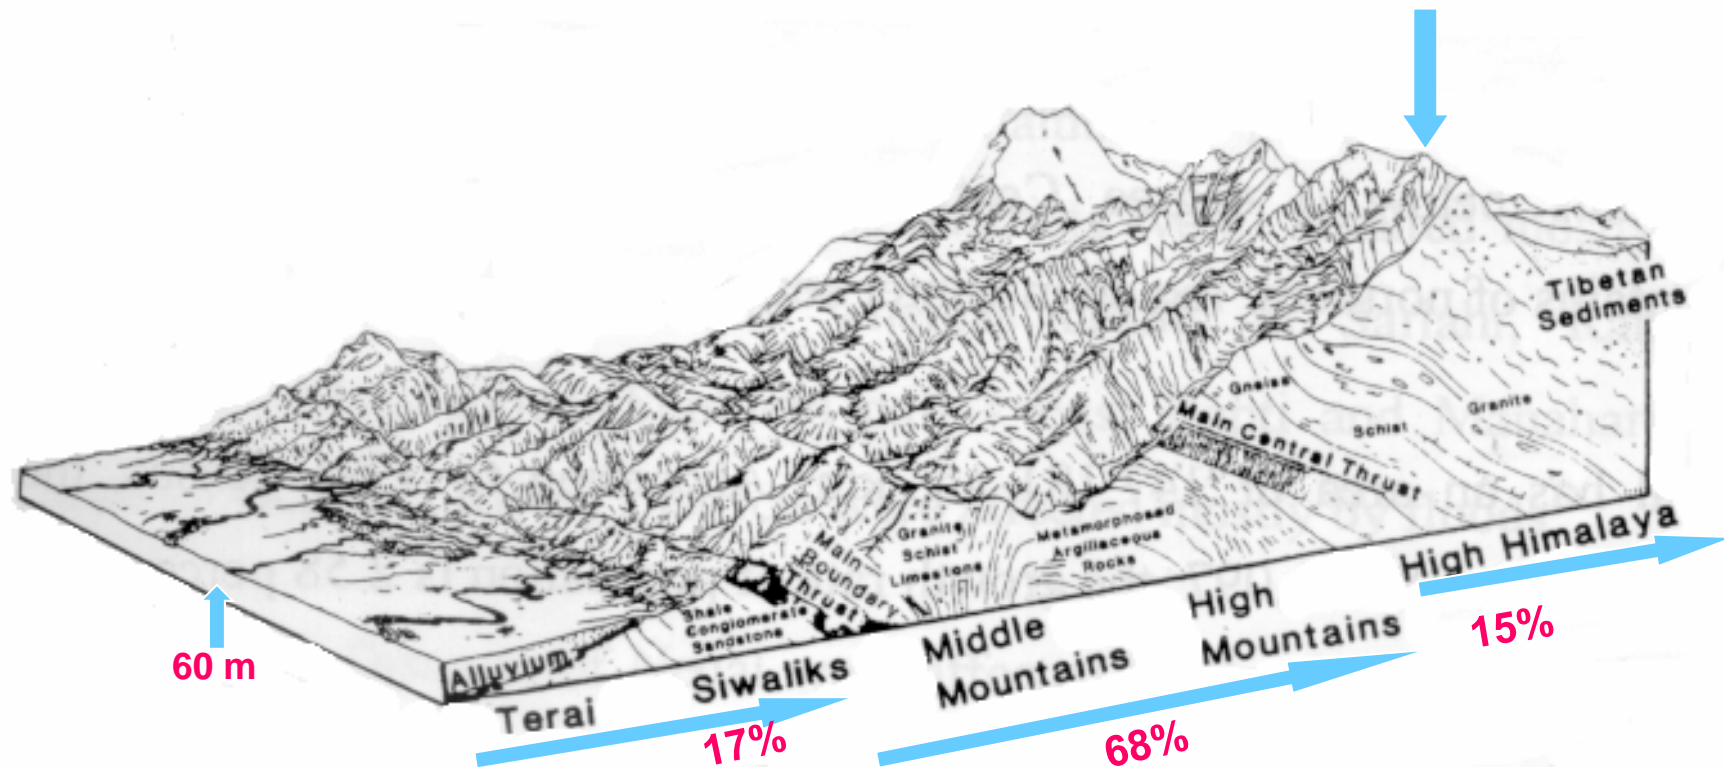 Tibetan
Sediments
Gneiss
Granite
Schist
Main Central Thrust
Granite
Schist
Limestone
Metamorphosed
Argillaceous
Rocks
Main
Boundary
Thrust
Shale
Conglomerate
Sandstone
Alluvium
60 m
Terai
Siwaliks
Middle
Mountains
High
Mountains
High Himalaya
17%
68%
15%